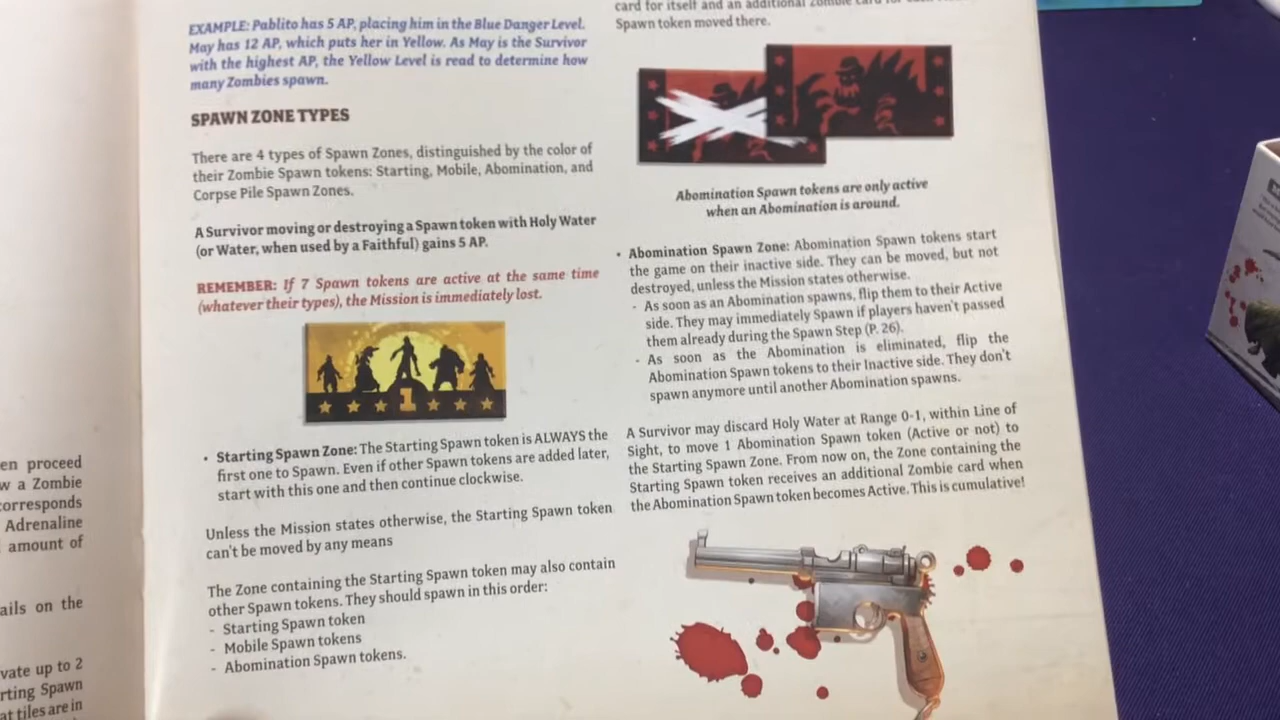 en proceed
w a Zombie
corresponds
Adrenaline
amount of
ails on the
vate up to 2
rting Spawn
at tiles are in
EXAMPLE: Pablito has 5 AP, placing him in the Blue Danger Level.
May has 12 AP, which puts her in Yellow. As May is the Survivor
with the highest AP, the Yellow Level is read to determine how
many Zombies spawn.
SPAWN ZONE TYPES
There are 4 types of Spawn Zones, distinguished by the color of
their Zombie Spawn tokens: Starting, Mobile, Abomination, and
Corpse Pile Spawn Zones.
A Survivor moving or destroying a Spawn token with Holy Water
(or Water, when used by a Faithful) gains 5 AP.
REMEMBER: If 7 Spawn tokens are active at the same time
(whatever their types), the Mission is immediately lost.
1
• Starting Spawn Zone: The Starting Spawn token is ALWAYS the
first one to Spawn. Even if other Spawn tokens are added later,
start with this one and then continue clockwise.
Unless the Mission states otherwise, the Starting Spawn token
can't be moved by any means
The Zone containing the Starting Spawn token may also contain
other Spawn tokens. They should spawn in this order:
- Starting Spawn token
- Mobile Spawn tokens
- Abomination Spawn tokens.
card for itself and an additional Zombie card for each
Spawn token moved there.
Abomination Spawn tokens are only active
when an Abomination is around.
• Abomination Spawn Zone: Abomination Spawn tokens start
the game on their inactive side. They can be moved, but not
destroyed, unless the Mission states otherwise.
- As soon as an Abomination spawns, flip them to their Active
side. They may immediately Spawn if players haven't passed
them already during the Spawn Step (P. 26).
- As soon as the Abomination is eliminated, flip the
Abomination Spawn tokens to their Inactive side. They don't
spawn anymore until another Abomination spawns.
A Survivor may discard Holy Water at Range 0-1, within Line of
Sight, to move 1 Abomination Spawn token (Active or not) to
the Starting Spawn Zone. From now on, the Zone containing the
Starting Spawn token receives an additional Zombie card when
the Abomination Spawn token becomes Active. This is cumulative!